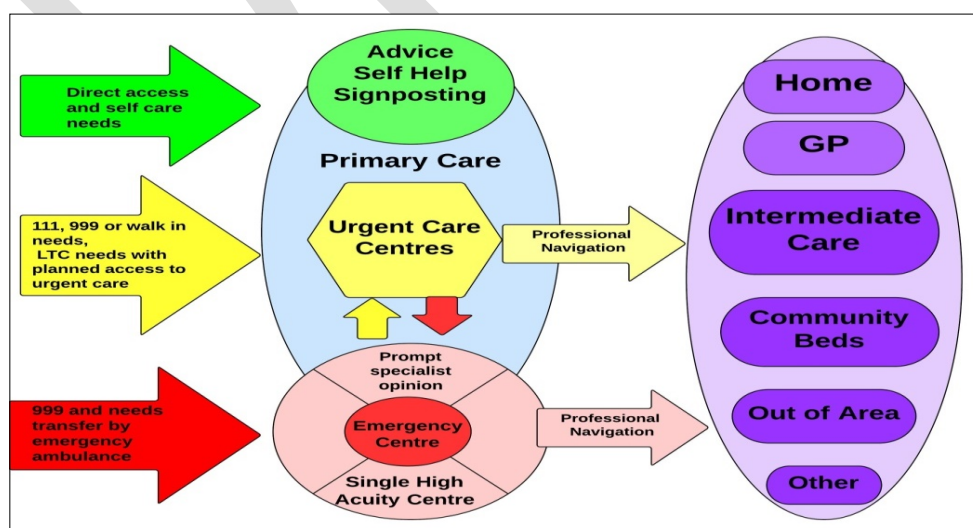 Direct access
and self care
needs
111, 999 or walk in
needs,
LTC needs with
planned access to
urgent care
999 and needs
transfer by
emergency
ambulance
Advice
Self Help
Signposting
Primary Care
Urgent Care
Centres
Prompt
specialist
opinion
Emergency
Centre
Single High
Acuity Centre
Professional
Navigation
Professional
Navigation
Home
GP
Intermediate
Care
Community
Beds
Out of Area
Other